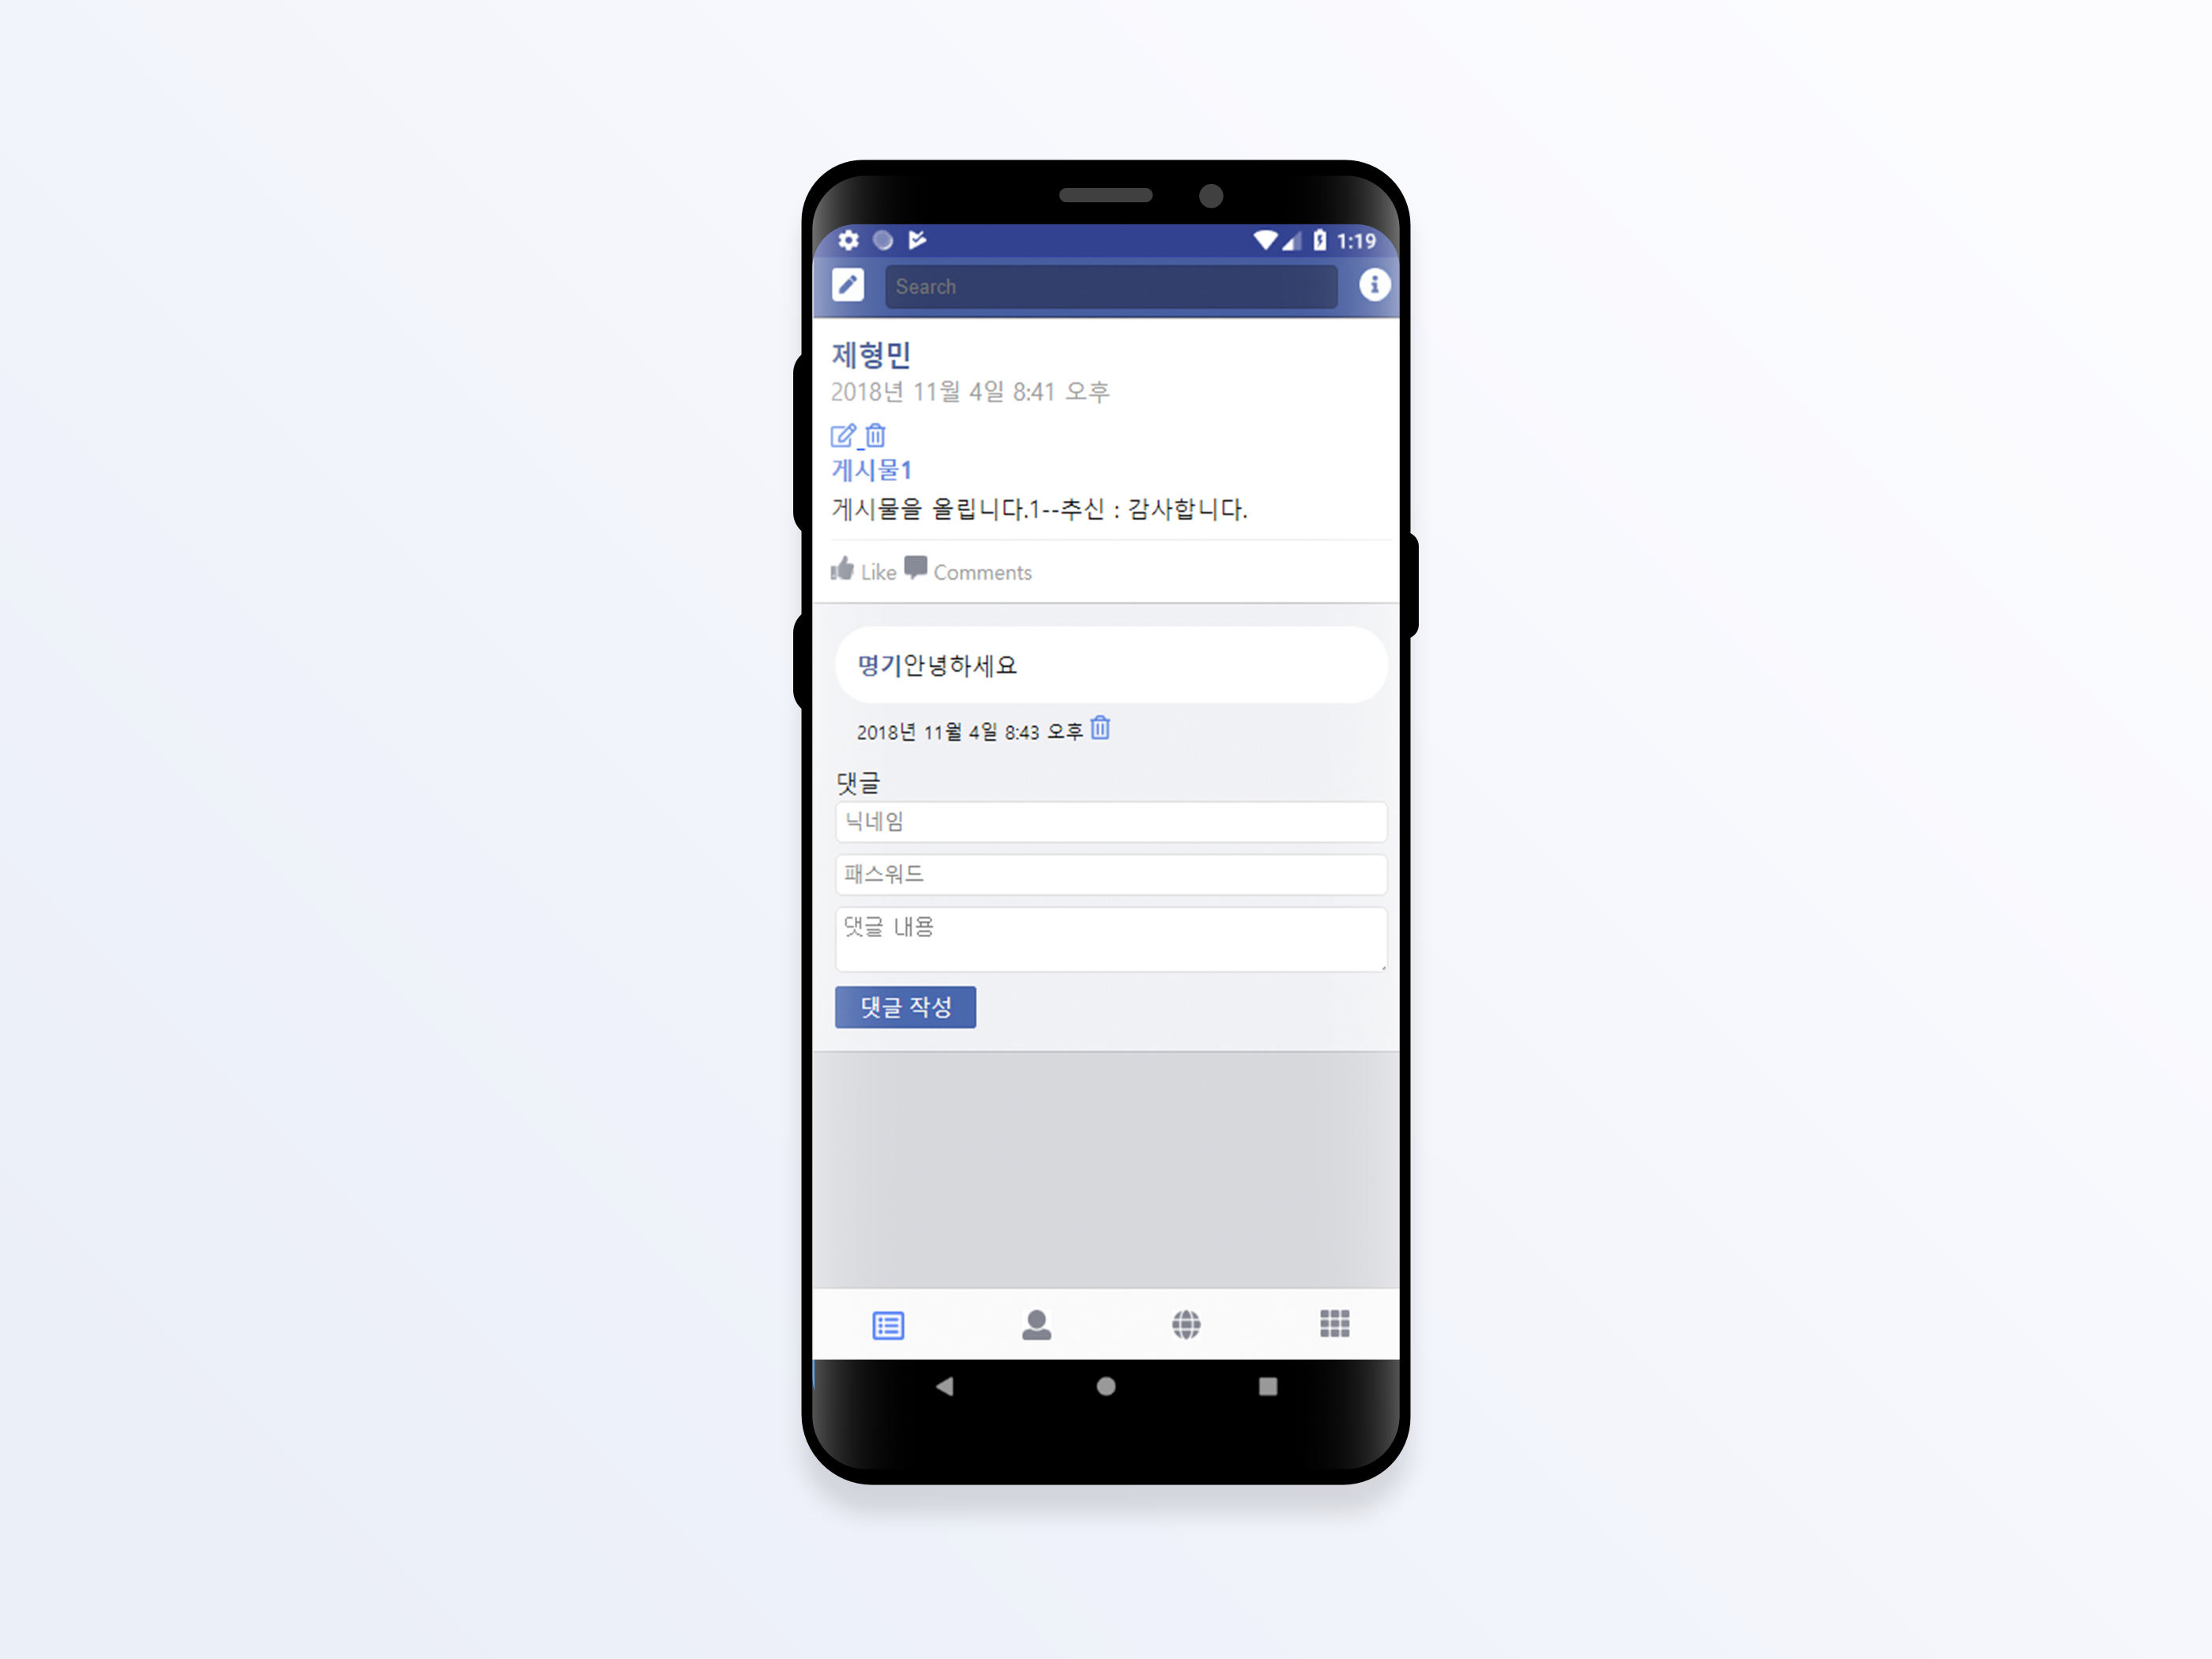 1:19
Search
제형민
2018년 11월 4일 8:41 오후
게시물1
게시물을 올립니다.1--추신 : 감사합니다.
Like Comments
명기안녕하세요
2018년 11월 4일 8:43 오후
댓글
닉네임
패스워드
댓글 내용
댓글 작성